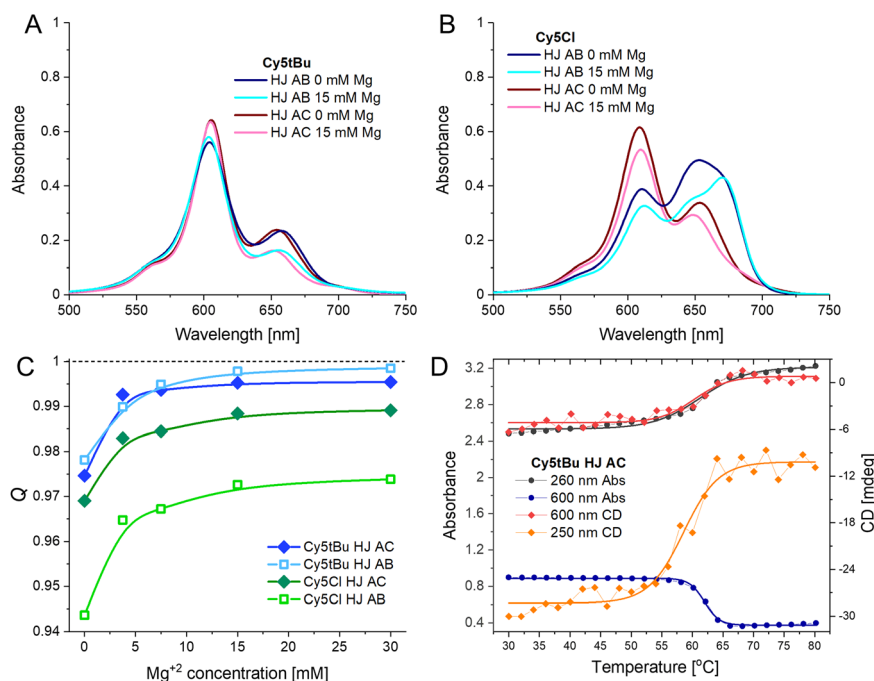 A
Cy5tBu
HJ AB 0 mM Mg
HJ AB 15 mM Mg
HJ AC 0 mM Mg
HJ AC 15 mM Mg
1
0.8
0.6
0.4
0.2
0
Absorbance
500 550 600 650 700 750
Wavelength [nm]
B
Cy5Cl
HJ AB 0 mM Mg
HJ AB 15 mM Mg
HJ AC 0 mM Mg
HJ AC 15 mM Mg
1
0.8
0.6
0.4
0.2
0
Absorbance
500 550 600 650 700 750
Wavelength [nm]
C
1
0.99
0.98
0.97
0.96
0.95
0.94
Q
Cy5tBu HJ AC
Cy5tBu HJ AB
Cy5Cl HJ AC
Cy5Cl HJ AB
0 5 10 15 20 25 30
Mg+2 concentration [mM]
D
3.2
2.8
2.4
2.0
1.6
1.2
0.8
0.4
Absorbance
Cy5tBu HJ AC
260 nm Abs
600 nm Abs
600 nm CD
250 nm CD
0
-6
-12
-18
-24
-30
CD [mdeg]
30 35 40 45 50 55 60 65 70 75 80
Temperature [oC]